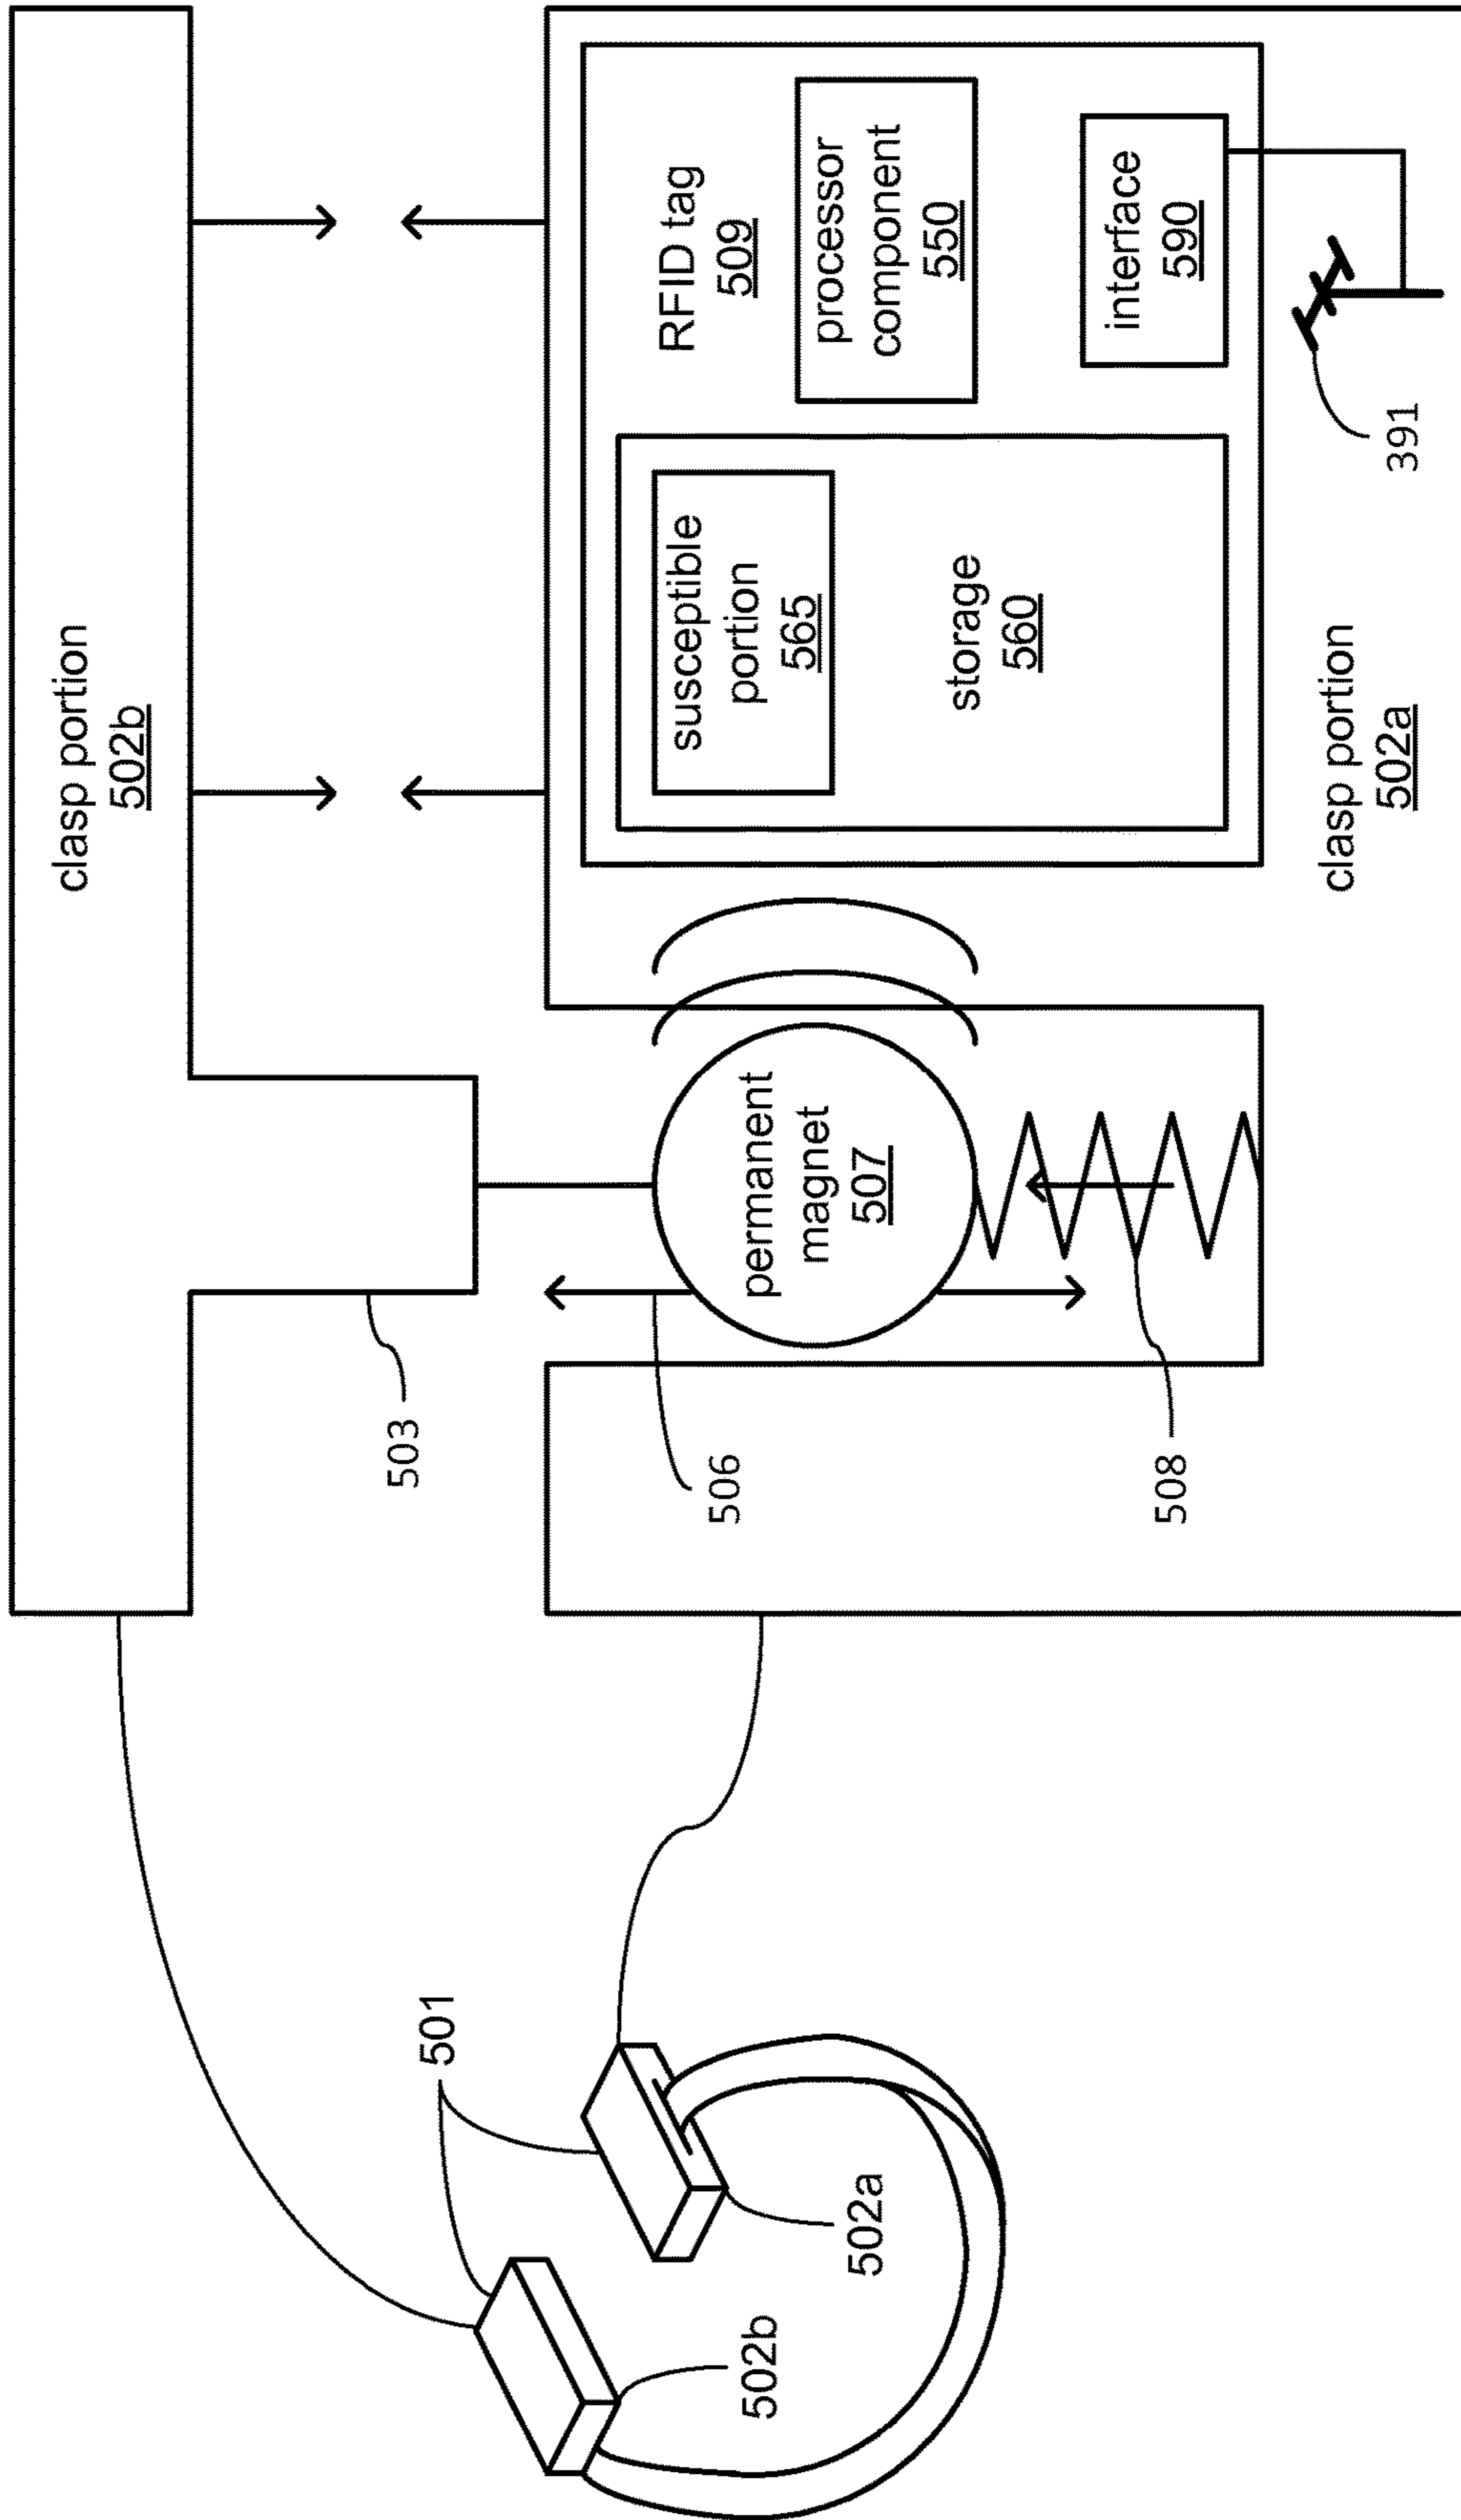 clasp portion
502b
503
permanent
magnet
507
506
508
RFID tag
509
susceptible
portion
565
storage
560
processor
component
550
interface
590
391
clasp portion
502a
501
502b
502a